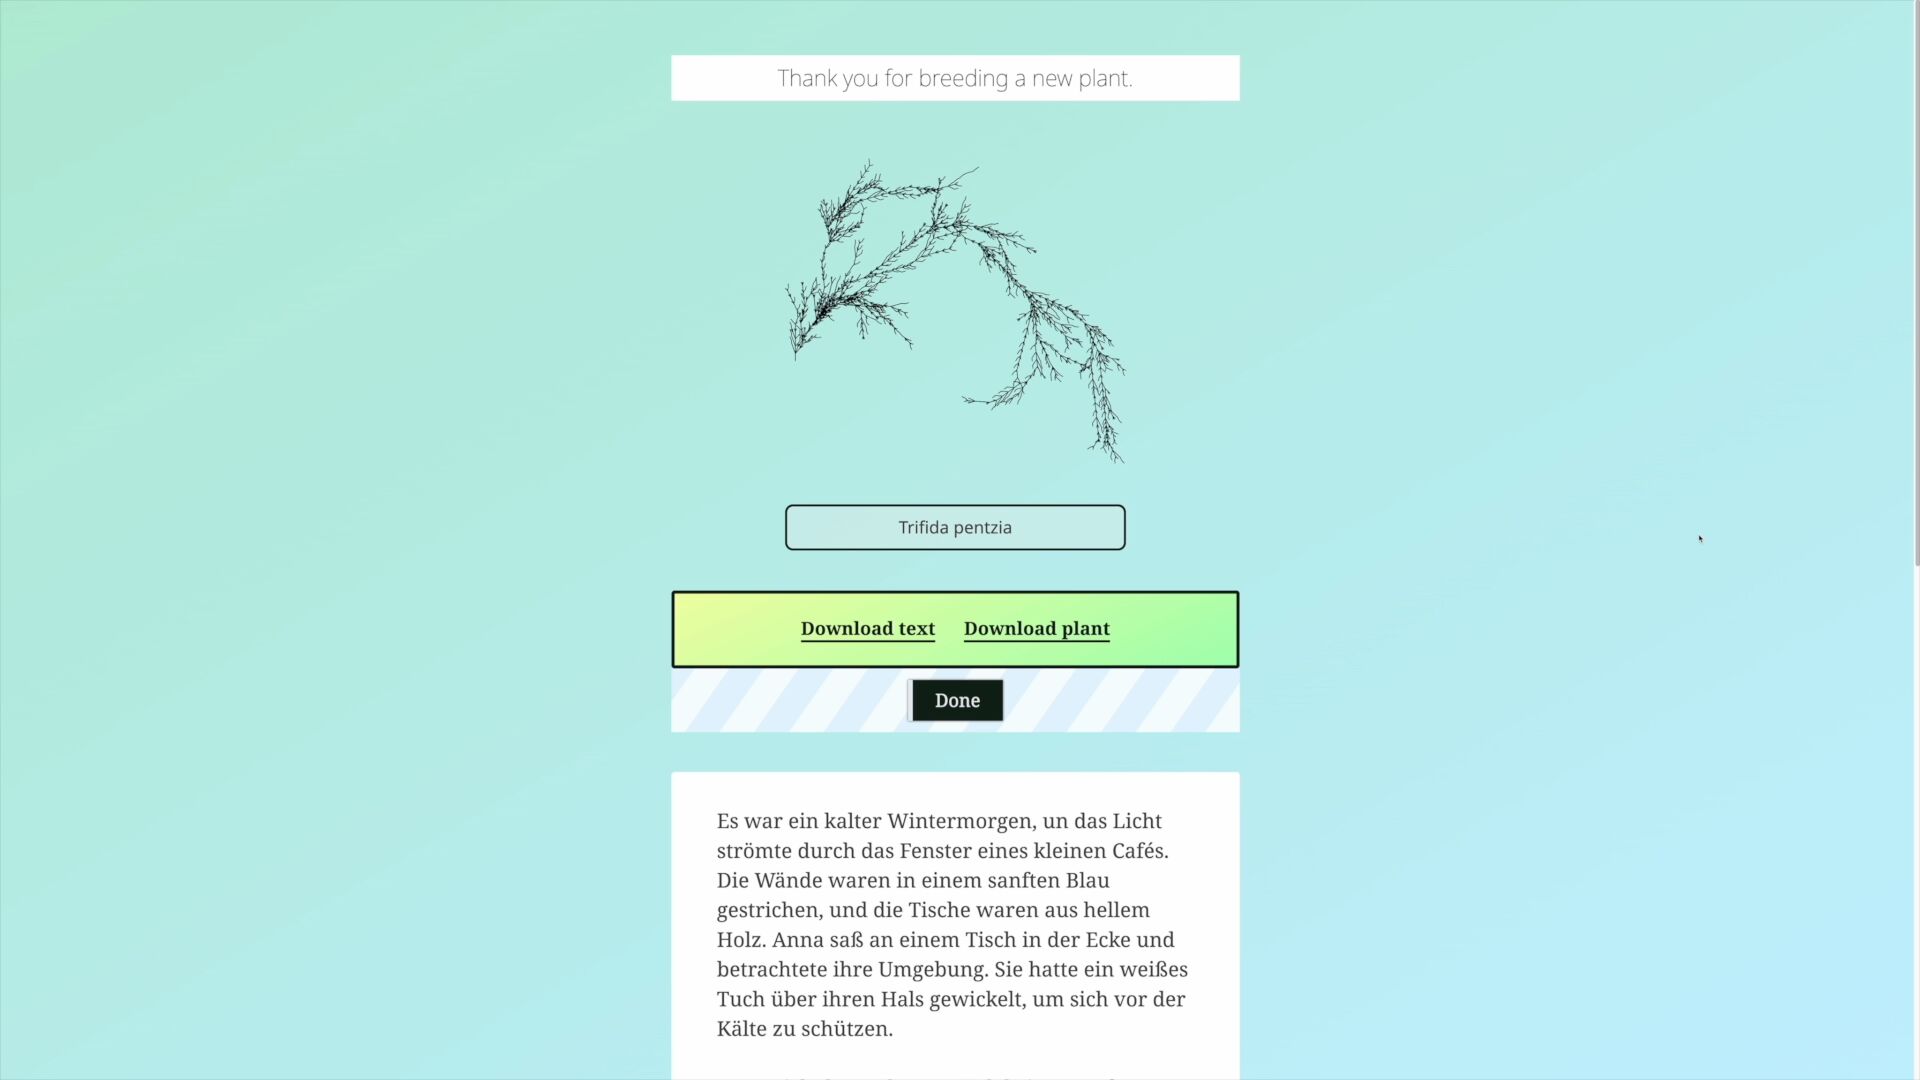 Thank you for breeding a new plant.
Trifida pentzia
Download text Download plant
Done
Es war ein kalter Wintermorgen, un das Licht
strömte durch das Fenster eines kleinen Cafés.
Die Wände waren in einem sanften Blau
gestrichen, und die Tische waren aus hellem
Holz. Anna saß an einem Tisch in der Ecke und
betrachtete ihre Umgebung. Sie hatte ein weißes
Tuch über ihren Hals gewickelt, um sich vor der
Kälte zu schützen.